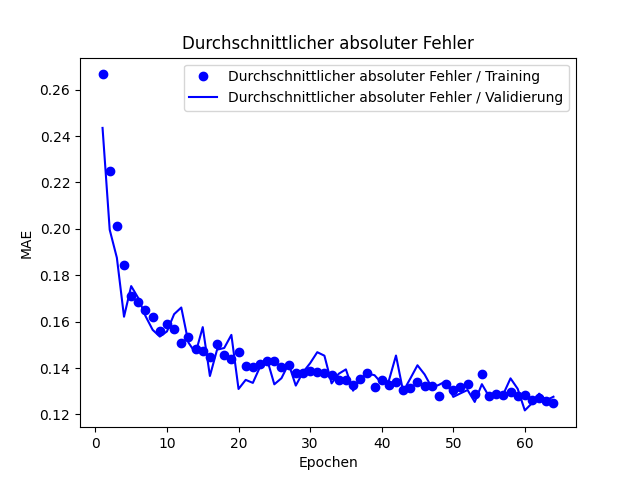 Durchschnittlicher absoluter Fehler
Durchschnittlicher absoluter Fehler / Training
Durchschnittlicher absoluter Fehler / Validierung
MAE
0.26
0.24
0.22
0.20
0.18
0.16
0.14
0.12
0 10 20 30 40 50 60
Epochen